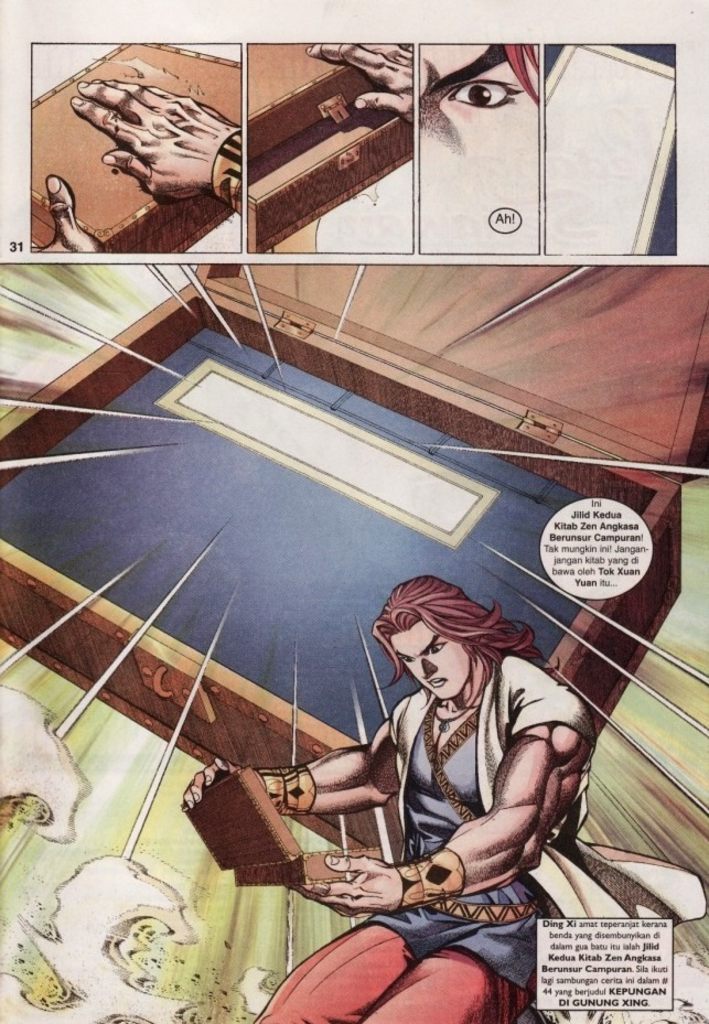 Ah!
31
Ini
Jilid Kedua
Kitab Zen Angkasa
Berunsur Campuran!
Tak mungkin ini! Jangan-
jangan kitab yang di
bawa oleh Tok Xuan
Yuan itu...
Ding Xi amat teperanjat kerana
benda yang disembunyikan di
dalam gua batu itu ialah Jilid
Kedua Kitab Zen Angkasa
Berunsur Campuran. Sila ikuti
lagi sambungan cerita ini dalam #
44 yang berjudul KEPUNGAN
DI GUNUNG XING.